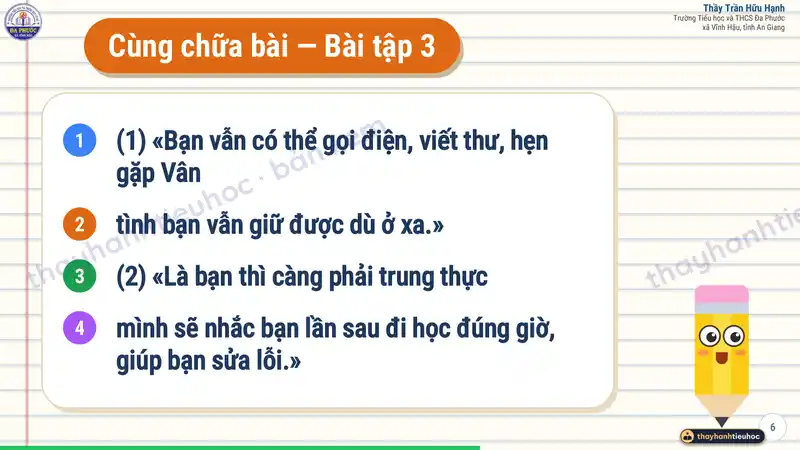 Thầy Trần Hữu Hạnh
Trường Tiểu học và THCS Đa Phước
xã Vĩnh Hậu, tỉnh An Giang
ĐA PHƯỚC
Cùng chữa bài — Bài tập 3
1
(1) «Bạn vẫn có thể gọi điện, viết thư, hẹn
gặp Vân
2
tình bạn vẫn giữ được dù ở xa.»
3
(2) «Là bạn thì càng phải trung thực
4
mình sẽ nhắc bạn lần sau đi học đúng giờ,
giúp bạn sửa lỗi.»
6
thayhanhtieuhoc